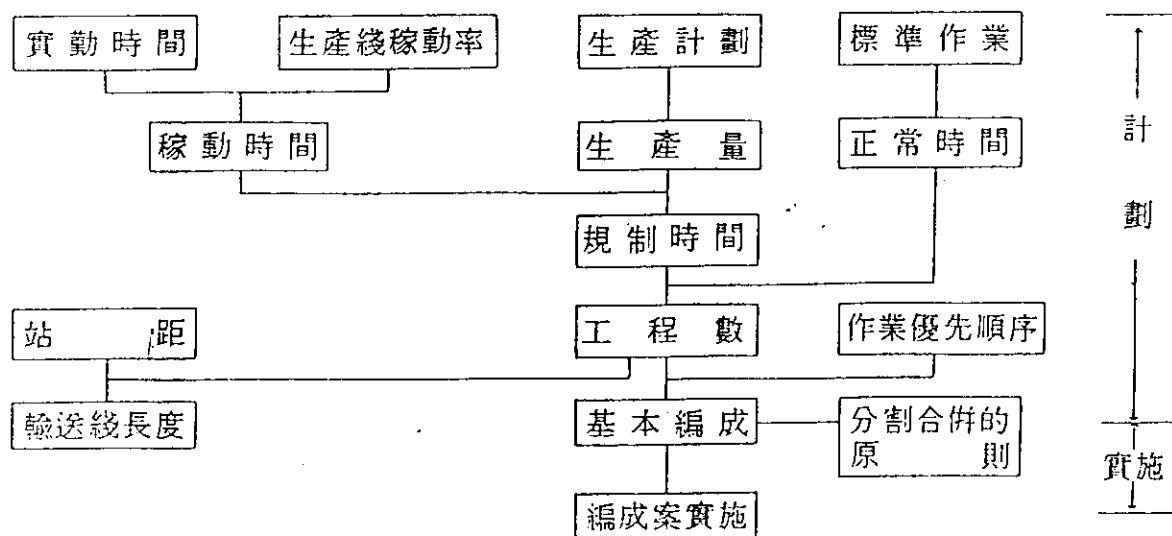 實勤時間
生產綫稼動率
生產計劃
標準作業
稼動時間
生產量
正常時間
計
劃
規制時間
站距
工程數
作業優先順序
輸送綫長度
基本編成
分割合併的
原則
實施
編成案實施